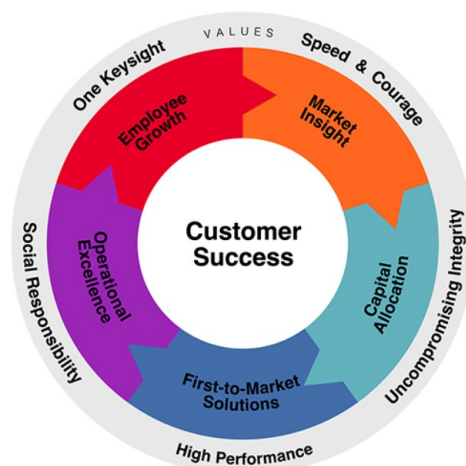 VALUES
One Keysight
Speed & Courage
Uncompromising Integrity
High Performance
Social Responsibility
Employee
Growth
Market
Insight
Capital
Allocation
First-to-Market
Solutions
Operational
Excellence
Customer
Success